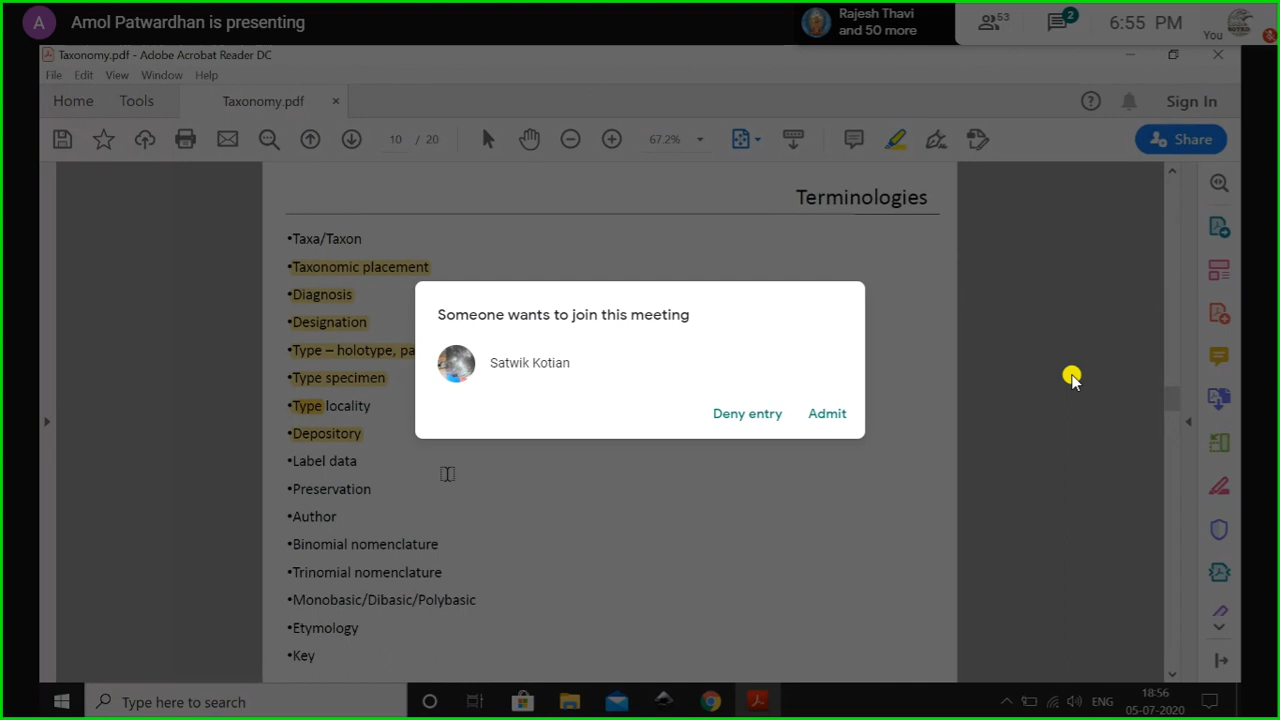 A Amol Patwardhan is presenting
Rajesh Thavi
and 50 more
53
2
6:55 PM
You
Taxonomy.pdf - Adobe Acrobat Reader DC
File Edit View Window Help
Home Tools Taxonomy.pdf × Sign In
10 / 20 67.2% Share
Terminologies
•Taxa/Taxon
•Taxonomic placement
•Diagnosis
•Designation
•Type – holotype, pa
•Type specimen
•Type locality
•Depository
•Label data
•Preservation
•Author
•Binomial nomenclature
•Trinomial nomenclature
•Monobasic/Dibasic/Polybasic
•Etymology
•Key
Someone wants to join this meeting
Satwik Kotian
Deny entry Admit
Type here to search
ENG
18:56
05-07-2020